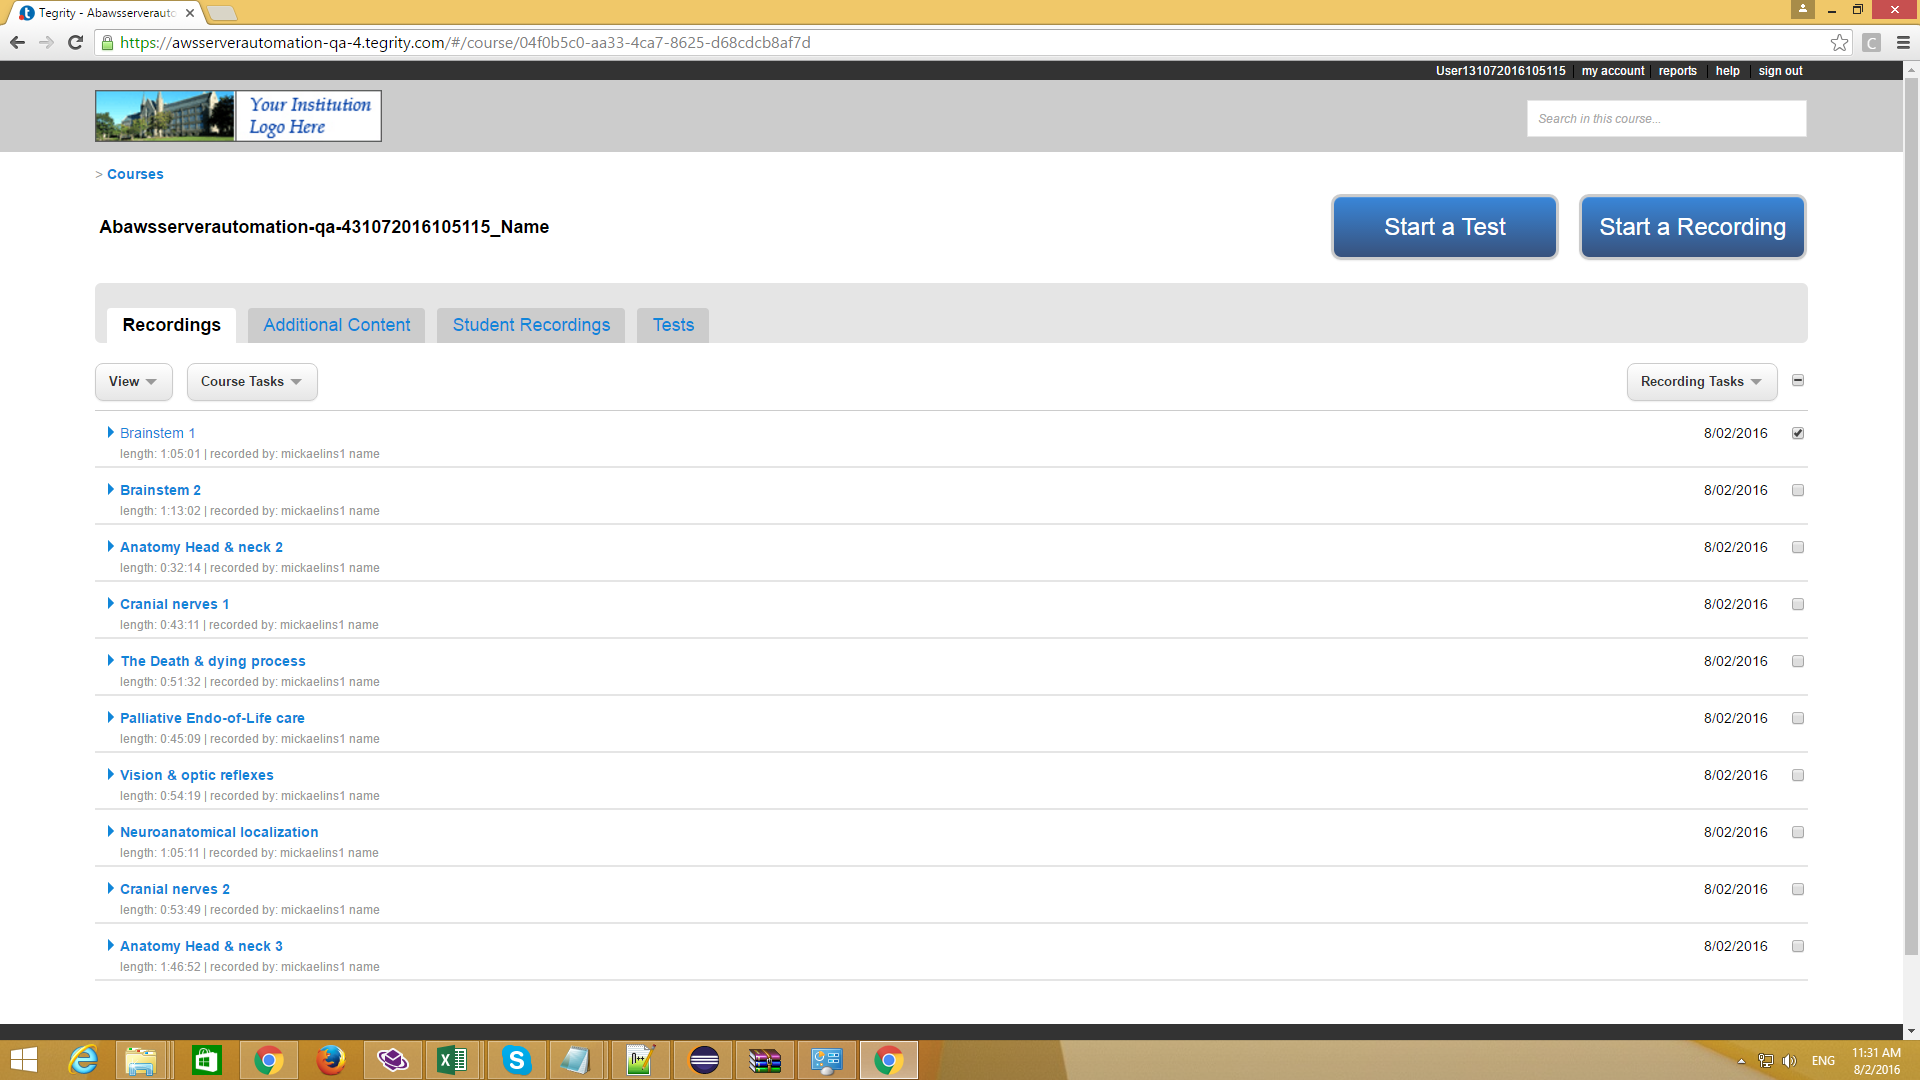 Tegrity - Abawsserverauto
https://awsserverautomation-qa-4.tegrity.com/#/course/04f0b5c0-aa33-4ca7-8625-d68cdcb8af7d
C
User131072016105115 | my account | reports | help | sign out
Your Institution
Logo Here
Search in this course...
> Courses
Abawsserverautomation-qa-431072016105115_Name
Start a Test
Start a Recording
Recordings
Additional Content
Student Recordings
Tests
View
Course Tasks
Recording Tasks
Brainstem 1 8/02/2016
length: 1:05:01 | recorded by: mickaelins1 name
Brainstem 2 8/02/2016
length: 1:13:02 | recorded by: mickaelins1 name
Anatomy Head & neck 2 8/02/2016
length: 0:32:14 | recorded by: mickaelins1 name
Cranial nerves 1 8/02/2016
length: 0:43:11 | recorded by: mickaelins1 name
The Death & dying process 8/02/2016
length: 0:51:32 | recorded by: mickaelins1 name
Palliative Endo-of-Life care 8/02/2016
length: 0:45:09 | recorded by: mickaelins1 name
Vision & optic reflexes 8/02/2016
length: 0:54:19 | recorded by: mickaelins1 name
Neuroanatomical localization 8/02/2016
length: 1:05:11 | recorded by: mickaelins1 name
Cranial nerves 2 8/02/2016
length: 0:53:49 | recorded by: mickaelins1 name
Anatomy Head & neck 3 8/02/2016
length: 1:46:52 | recorded by: mickaelins1 name
ENG
11:31 AM
8/2/2016